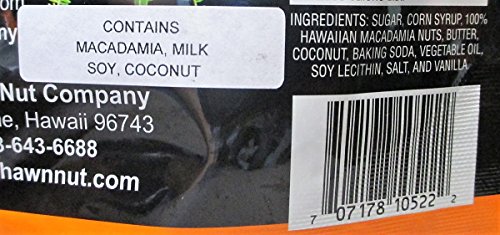 CONTAINS
MACADAMIA, MILK
SOY, COCONUT
Nut Company
Hawaii 96743
-643-6688
hawnnut.com
INGREDIENTS: SUGAR, CORN SYRUP, 100%
HAWAIIAN MACADAMIA NUTS, BUTTER,
COCONUT, BAKING SODA, VEGETABLE OIL,
SOY LECITHIN, SALT, AND VANILLA.
7 07178 10522 2